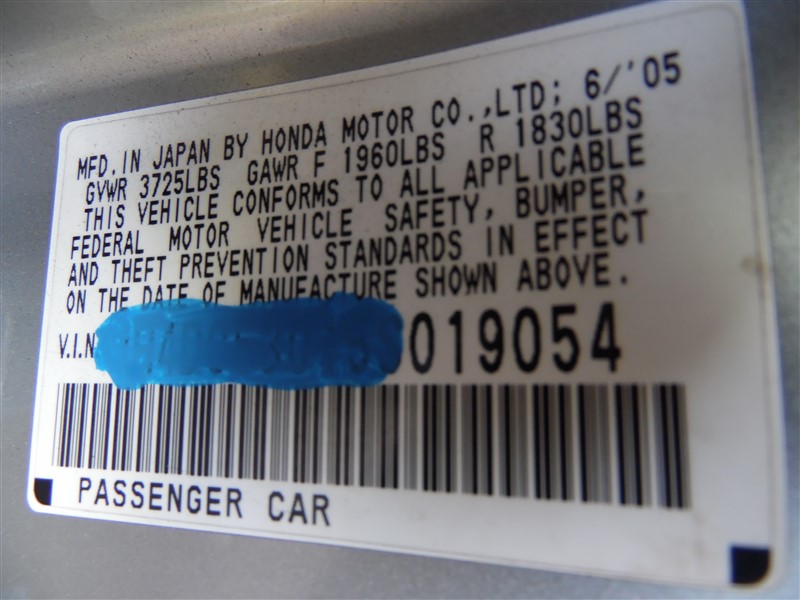 MFD. IN JAPAN BY HONDA MOTOR CO.,LTD; 6/'05
GVWR 3725LBS GAWR F 1960LBS R 1830LBS
THIS VEHICLE CONFORMS TO ALL APPLICABLE
FEDERAL MOTOR VEHICLE SAFETY, BUMPER,
AND THEFT PREVENTION STANDARDS IN EFFECT
ON THE DATE OF MANUFACTURE SHOWN ABOVE.
V.I.N 019054
PASSENGER CAR